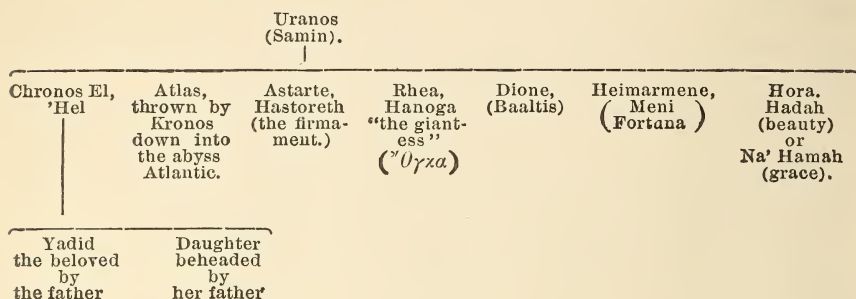 Uranos
(Samin).
Chronos El,
'Hel
Atlas,
thrown by
Kronos
down into
the abyss
Atlantic.
Astarte,
Hastoreth
(the firma-
ment.)
Rhea,
Hanoga
“the giant-
ess”
(῎Ογκα)
Dione,
(Baaltis)
Heimarmene,
(Meni
Fortuna)
Hora.
Hadah
(beauty)
or
Na' Hamah
(grace).
Yadid
the beloved
by
the father
Daughter
beheaded
by
her father